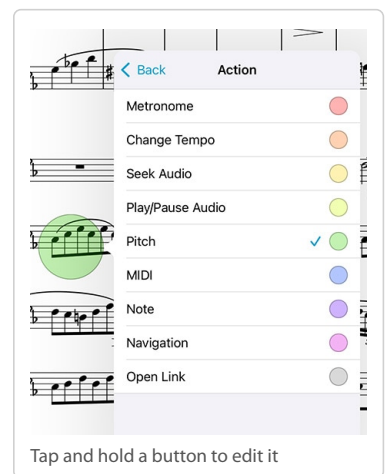 Back Action
Metronome
Change Tempo
Seek Audio
Play/Pause Audio
Pitch
MIDI
Note
Navigation
Open Link
Tap and hold a button to edit it